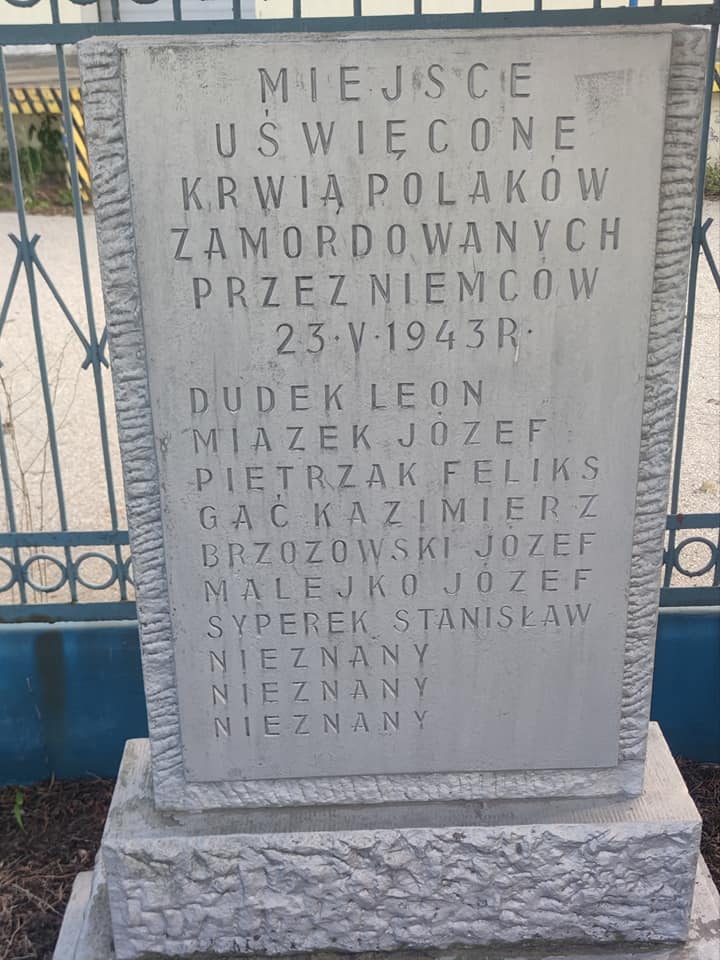 MIEJSCE
UŚWIĘCONE
KRWIĄ POLAKÓW
ZAMORDOWANYCH
PRZEZ NIEMCÓW
23·V·1943 R·
DUDEK LEON
MIAZEK JÓZEF
PIETRZAK FELIKS
GAĆ KAZIMIERZ
BRZOZOWSKI JÓZEF
MALEJKO JÓZEF
SYPEREK STANISŁAW
NIEZNANY
NIEZNANY
NIEZNANY